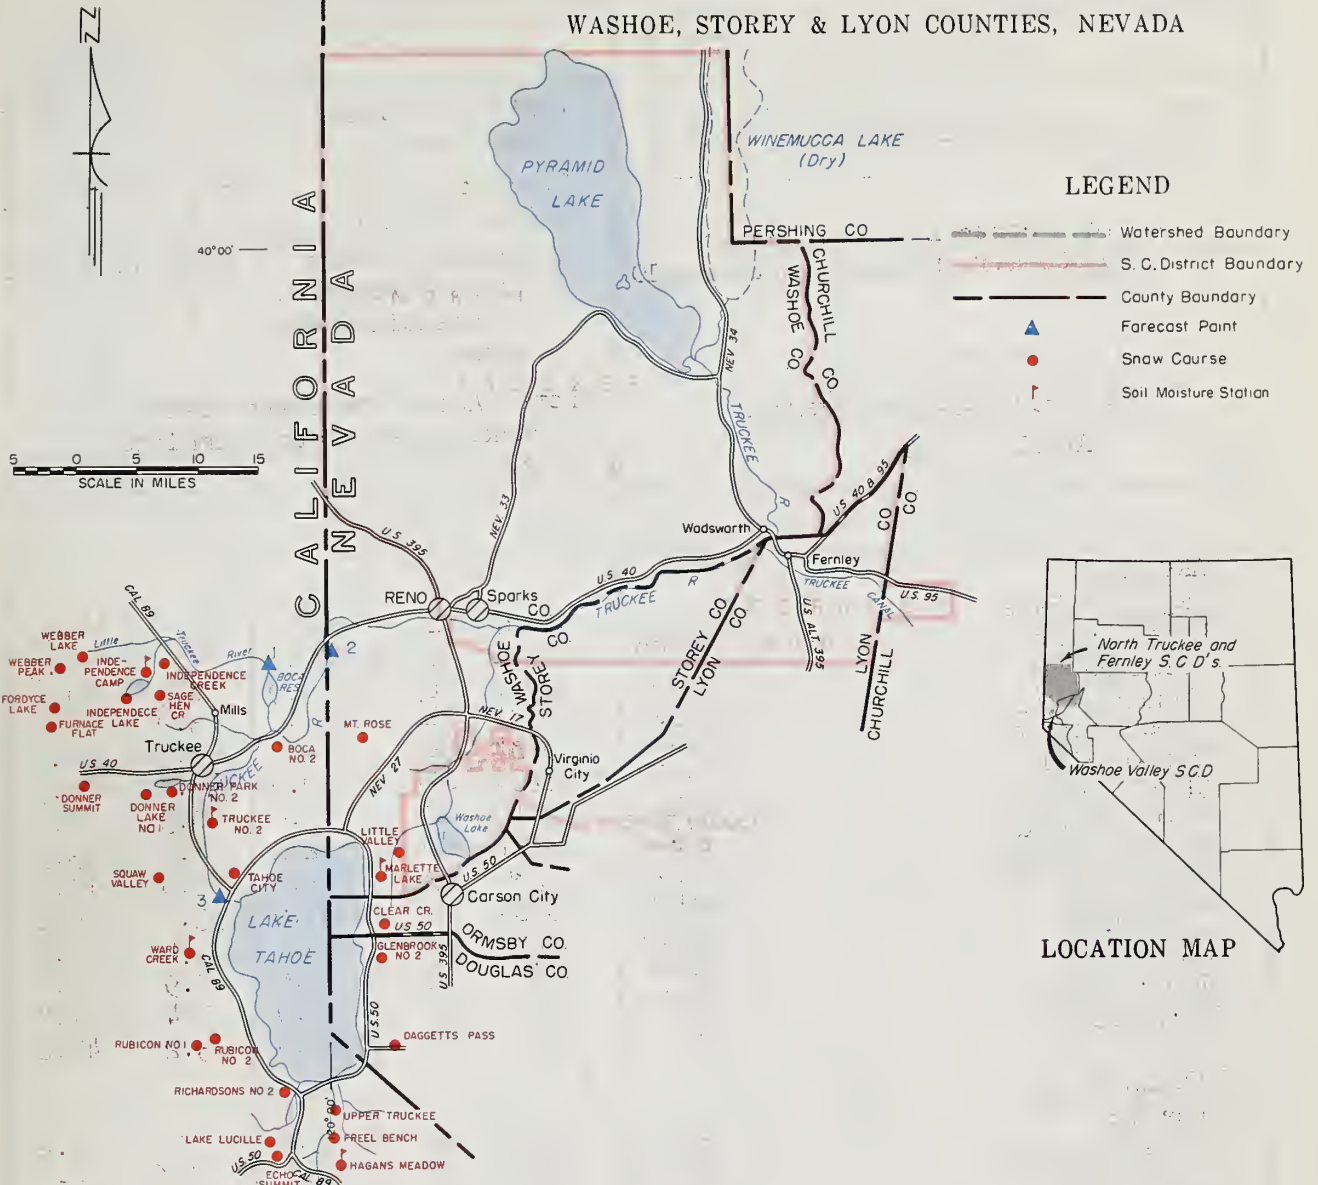 WASHOE, STOREY & LYON COUNTIES, NEVADA
PYRAMID
LAKE
WINEMUCCA LAKE
(Dry)
LEGEND
Watershed Boundary
S. C. District Boundary
County Boundary
Forecast Point
Snow Course
Soil Moisture Station
PERSHING CO
CHURCHILL CO.
WASHOE CO.
40°00'
CALIFORNIA
NEVADA
NEV 34
TRUCKEE R
5 0 5 10 15
SCALE IN MILES
NEV. 33
U.S. 395
U.S. 40 & 95
CO.
CO.
Wadsworth
Fernley
U.S. 40
TRUCKEE R
TRUCKEE CANAL
U.S. 95
U.S. ALT. 395
RENO
Sparks
CO.
CO.
WASHOE
STOREY
STOREY CO.
LYON CO.
LYON
CHURCHILL
CAL 89
WEBBER
LAKE
Little Truckee River
1
2
WEBBER
PEAK
INDE-
PENDENCE
CAMP
INDEPENDENCE
CREEK
BOCA
RES
FORDYCE
LAKE
INDEPENDECE
LAKE
SAGE
HEN
CR
Mills
FURNACE
FLAT
MT. ROSE
NEV. 17
Truckee
BOCA
NO. 2
R
TRUCKEE
U.S. 40
NEV 27
Virginia
City
DONNER
SUMMIT
DONNER
LAKE
NO 1
DONNER PARK
NO. 2
TRUCKEE
NO. 2
Washoe
Lake
LITTLE
VALLEY
SQUAW
VALLEY
TAHOE
CITY
MARLETTE
LAKE
U.S. 50
3
Carson City
LAKE
TAHOE
CLEAR CR.
US 50
ORMSBY CO.
DOUGLAS CO.
WARD
CREEK
GLENBROOK
NO 2
CAL 89
U.S 395
U.S. 50
RUBICON NO 1
RUBICON
NO 2
DAGGETTS PASS
RICHARDSONS NO 2
UPPER TRUCKEE
LAKE LUCILLE
FREEL BENCH
U.S. 50
ECHO
SUMMIT
CAL. 89
HAGANS MEADOW
North Truckee and
Fernley S. C D's.
Washoe Valley S.C.D
LOCATION MAP